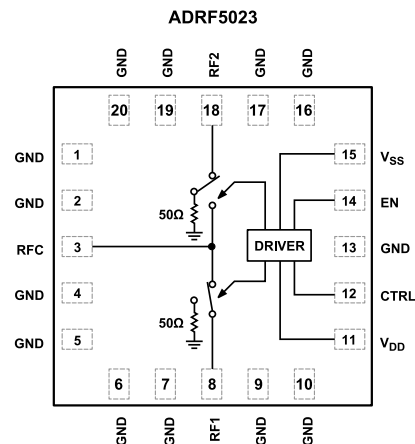 ADRF5023
GND GND RF2 GND GND
20 19 18 17 16
GND 1
15 VSS
GND 2
14 EN
50Ω
RFC 3
DRIVER
13 GND
GND 4
12 CTRL
50Ω
GND 5
11 VDD
6 7 8 9 10
GND GND RF1 GND GND